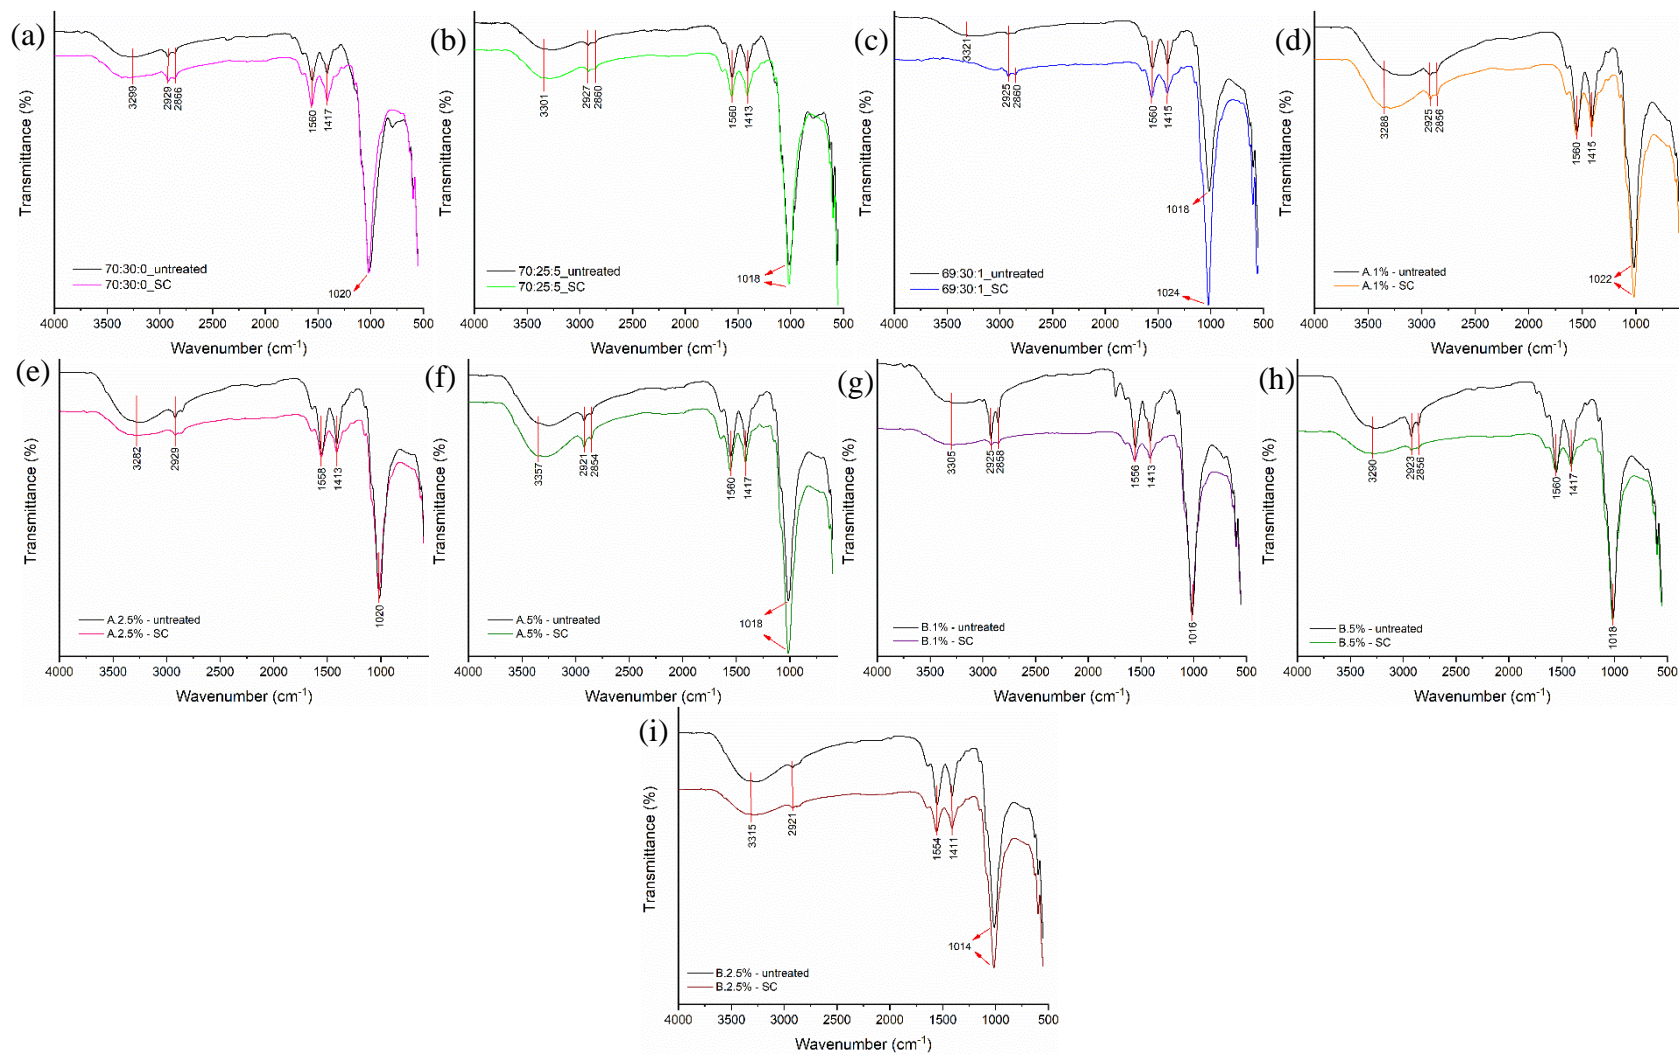 (a)
Transmittance (%)
3299
2929
2866
1560
1417
1020
70:30:0_untreated
70:30:0_SC
4000 3500 3000 2500 2000 1500 1000 500
Wavenumber (cm⁻¹)
(b)
Transmittance (%)
3301
2927
2860
1560
1413
1018
70:25:5_untreated
70:25:5_SC
4000 3500 3000 2500 2000 1500 1000 500
Wavenumber (cm⁻¹)
(c)
Transmittance (%)
3321
2925
2860
1560
1415
1018
1024
69:30:1_untreated
69:30:1_SC
4000 3500 3000 2500 2000 1500 1000 500
Wavenumber (cm⁻¹)
(d)
Transmittance (%)
3288
2925
2856
1560
1415
1022
A.1% - untreated
A.1% - SC
4000 3500 3000 2500 2000 1500 1000
Wavenumber (cm⁻¹)
(e)
Transmittance (%)
3282
2929
1558
1413
1020
A.2.5% - untreated
A.2.5% - SC
4000 3500 3000 2500 2000 1500 1000
Wavenumber (cm⁻¹)
(f)
Transmittance (%)
3357
2921
2854
1560
1417
1018
A.5% - untreated
A.5% - SC
4000 3500 3000 2500 2000 1500 1000
Wavenumber (cm⁻¹)
(g)
Transmittance (%)
3305
2925
2858
1556
1413
1016
B.1% - untreated
B.1% - SC
4000 3500 3000 2500 2000 1500 1000 500
Wavenumber (cm⁻¹)
(h)
Transmittance (%)
3290
2923
2856
1560
1417
1018
B.5% - untreated
B.5% - SC
4000 3500 3000 2500 2000 1500 1000 500
Wavenumber (cm⁻¹)
(i)
Transmittance (%)
3315
2921
1554
1411
1014
B.2.5% - untreated
B.2.5% - SC
4000 3500 3000 2500 2000 1500 1000 500
Wavenumber (cm⁻¹)